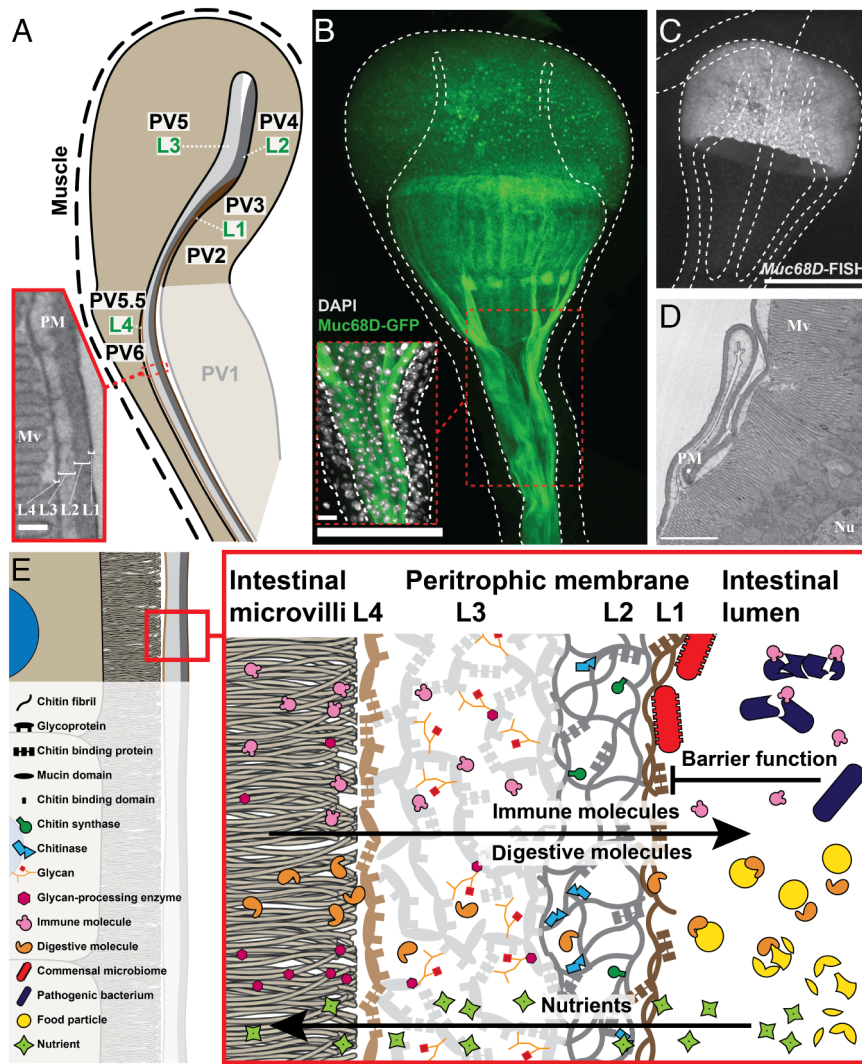 A
Muscle
PV5
PV4
L3
L2
PV3
L1
PV2
PV5.5
L4
PV6
PV1
PM
Mv
L4 L3 L2 L1
B
DAPI
Muc68D-GFP
C
Muc68D-FISH
D
Mv
PM
Nu
E
Chitin fibril
Glycoprotein
Chitin binding protein
Mucin domain
Chitin binding domain
Chitin synthase
Chitinase
Glycan
Glycan-processing enzyme
Immune molecule
Digestive molecule
Commensal microbiome
Pathogenic bacterium
Food particle
Nutrient
Intestinal Peritrophic membrane Intestinal
microvilli L4 L3 L2 L1 lumen
Barrier function
Immune molecules
Digestive molecules
Nutrients